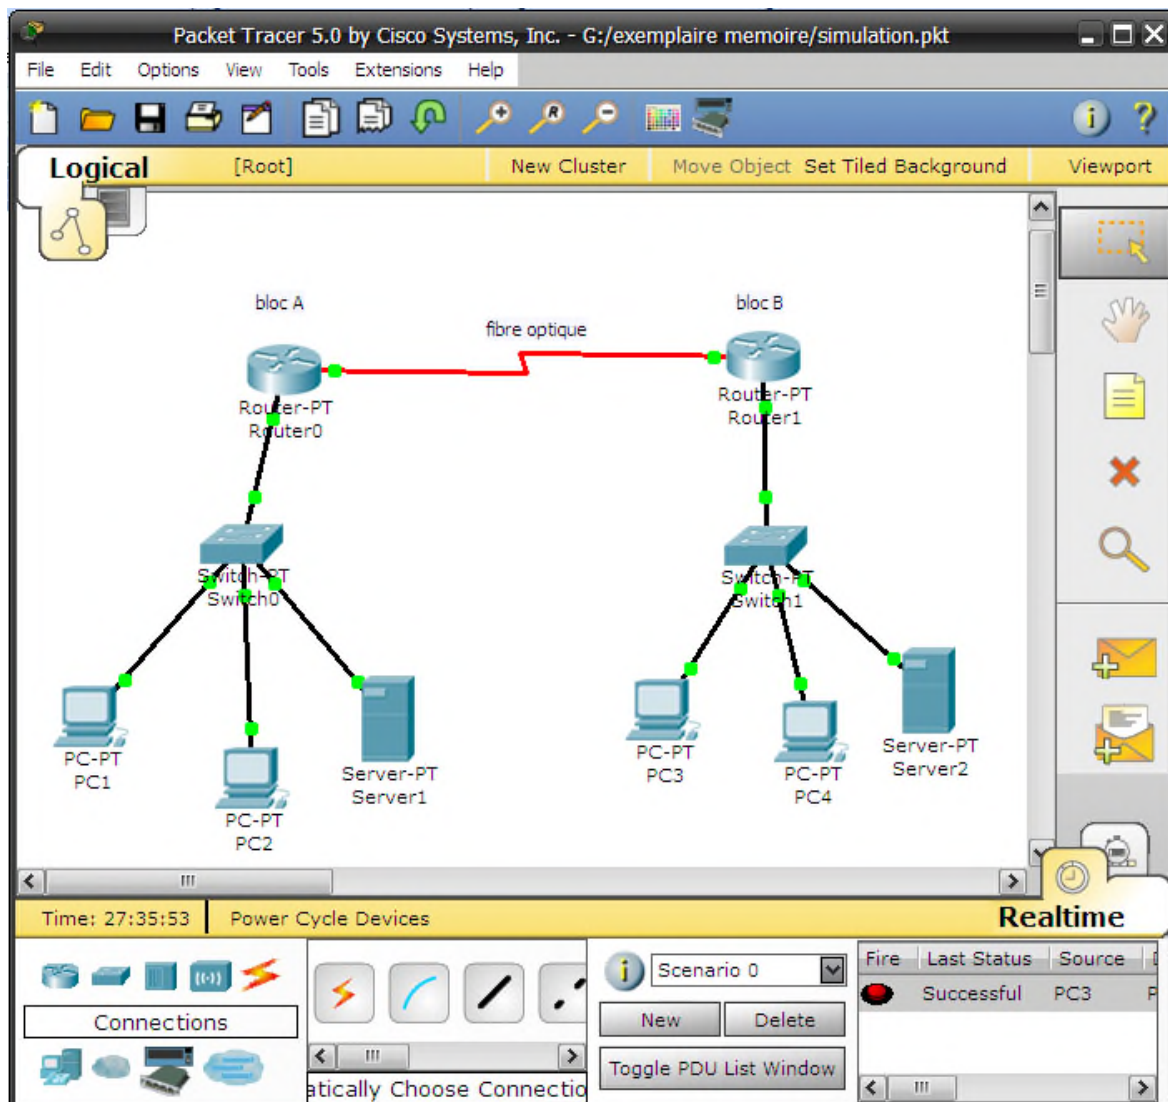 Packet Tracer 5.0 by Cisco Systems, Inc. - G:/exemplaire memoire/simulation.pkt
File Edit Options View Tools Extensions Help
Logical [Root] New Cluster Move Object Set Tiled Background Viewport
bloc A
bloc B
fibre optique
Router-PT
Router0
Router-PT
Router1
Switch-PT
Switch0
Switch-PT
Switch1
PC-PT
PC1
PC-PT
PC2
Server-PT
Server1
PC-PT
PC3
PC-PT
PC4
Server-PT
Server2
Time: 27:35:53 Power Cycle Devices Realtime
Connections
atically Choose Connectio
Scenario 0
New Delete
Toggle PDU List Window
Fire Last Status Source
Successful PC3 P